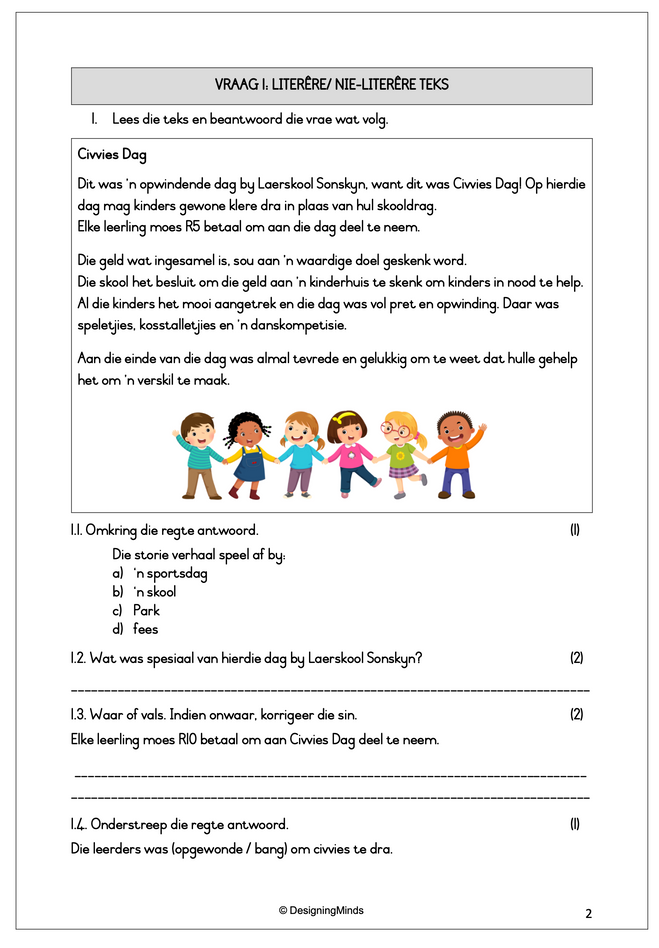 VRAAG 1: LITERÊRE/ NIE-LITERÊRE TEKS
1. Lees die teks en beantwoord die vrae wat volg.
Civvies Dag
Dit was 'n opwindende dag by Laerskool Sonskyn, want dit was Civvies Dag! Op hierdie
dag mag kinders gewone klere dra in plaas van hul skooldrag.
Elke leerling moes R5 betaal om aan die dag deel te neem.
Die geld wat ingesamel is, sou aan 'n waardige doel geskenk word.
Die skool het besluit om die geld aan 'n kinderhuis te skenk om kinders in nood te help.
Al die kinders het mooi aangetrek en die dag was vol pret en opwinding. Daar was
speletjies, kosstalletjies en 'n danskompetisie.
Aan die einde van die dag was almal tevrede en gelukkig om te weet dat hulle gehelp
het om 'n verskil te maak.
1.1. Omkring die regte antwoord. (1)
Die storie verhaal speel af by:
a) 'n sportsdag
b) 'n skool
c) Park
d) fees
1.2. Wat was spesiaal van hierdie dag by Laerskool Sonskyn? (2)
1.3. Waar of vals. Indien onwaar, korrigeer die sin. (2)
Elke leerling moes R10 betaal om aan Civvies Dag deel te neem.
1.4. Onderstreep die regte antwoord. (1)
Die leerders was (opgewonde / bang) om civvies te dra.
© DesigningMinds
2